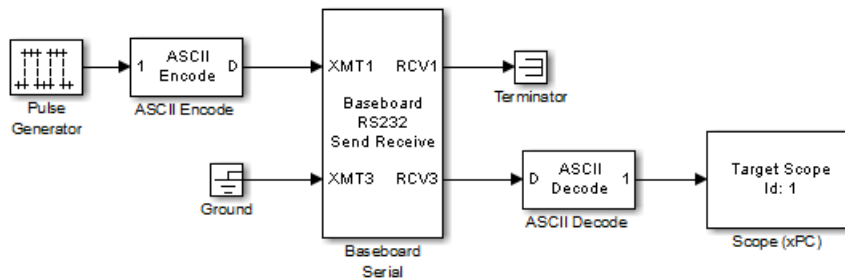 Pulse
Generator
1
ASCII
Encode
D
ASCII Encode
Ground
XMT1
RCV1
Baseboard
RS232
Send Receive
XMT3
RCV3
Baseboard
Serial
Terminator
D
ASCII
Decode
1
ASCII Decode
Target Scope
Id: 1
Scope (xPC)